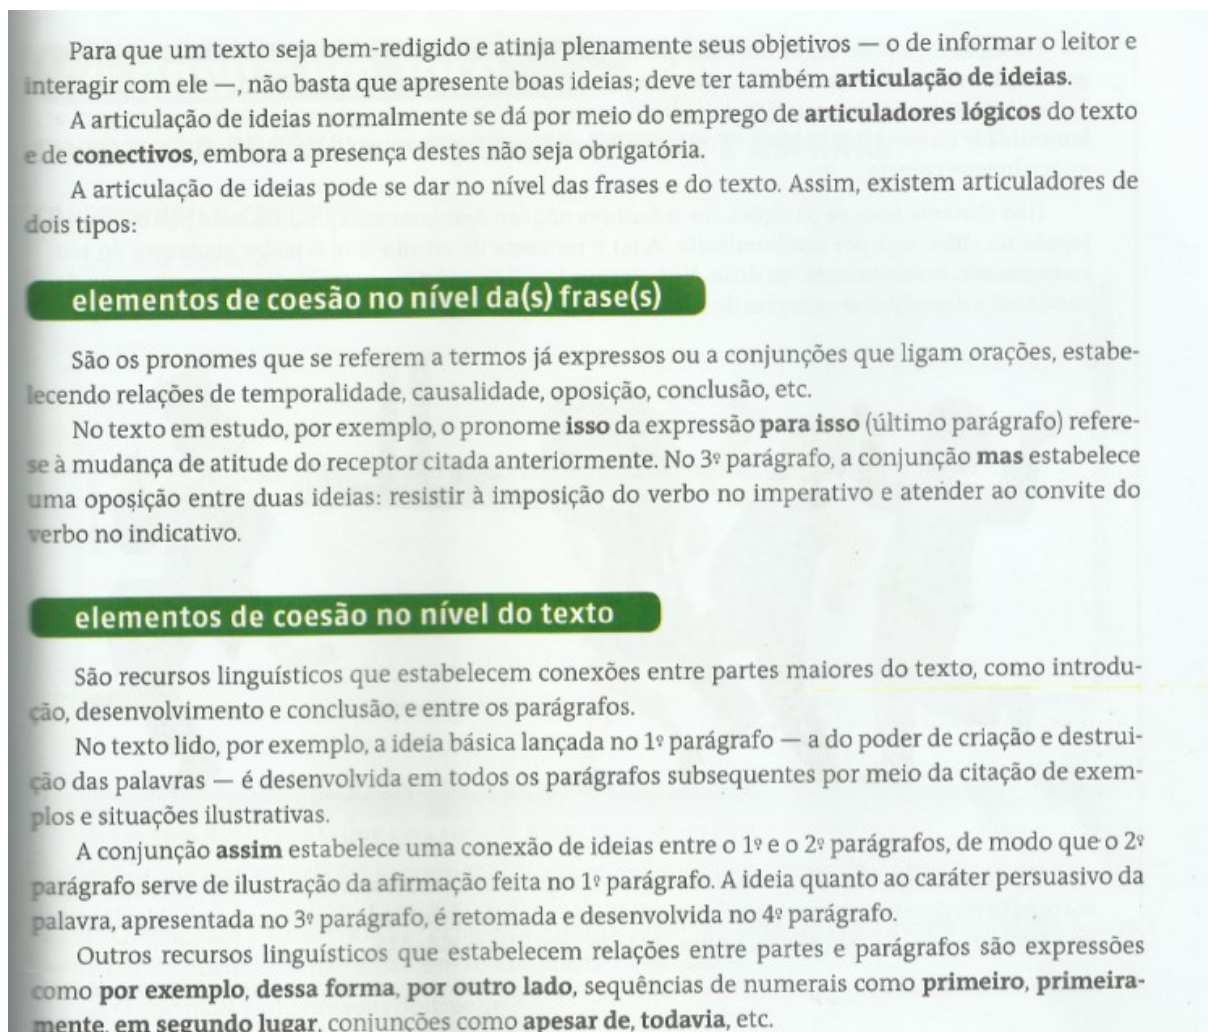 Para que um texto seja bem-redigido e atinja plenamente seus objetivos — o de informar o leitor e
interagir com ele —, não basta que apresente boas ideias; deve ter também articulação de ideias.
A articulação de ideias normalmente se dá por meio do emprego de articuladores lógicos do texto
e de conectivos, embora a presença destes não seja obrigatória.
A articulação de ideias pode se dar no nível das frases e do texto. Assim, existem articuladores de
dois tipos:
elementos de coesão no nível da(s) frase(s)
São os pronomes que se referem a termos já expressos ou a conjunções que ligam orações, estabe-
lecendo relações de temporalidade, causalidade, oposição, conclusão, etc.
No texto em estudo, por exemplo, o pronome isso da expressão para isso (último parágrafo) refere-
se à mudança de atitude do receptor citada anteriormente. No 3º parágrafo, a conjunção mas estabelece
uma oposição entre duas ideias: resistir à imposição do verbo no imperativo e atender ao convite do
verbo no indicativo.
elementos de coesão no nível do texto
São recursos linguísticos que estabelecem conexões entre partes maiores do texto, como introdu-
ção, desenvolvimento e conclusão, e entre os parágrafos.
No texto lido, por exemplo, a ideia básica lançada no 1º parágrafo — a do poder de criação e destrui-
ção das palavras — é desenvolvida em todos os parágrafos subsequentes por meio da citação de exem-
plos e situações ilustrativas.
A conjunção assim estabelece uma conexão de ideias entre o 1º e o 2º parágrafos, de modo que o 2º
parágrafo serve de ilustração da afirmação feita no 1º parágrafo. A ideia quanto ao caráter persuasivo da
palavra, apresentada no 3º parágrafo, é retomada e desenvolvida no 4º parágrafo.
Outros recursos linguísticos que estabelecem relações entre partes e parágrafos são expressões
como por exemplo, dessa forma, por outro lado, sequências de numerais como primeiro, primeira-
mente, em segundo lugar, conjunções como apesar de, todavia, etc.